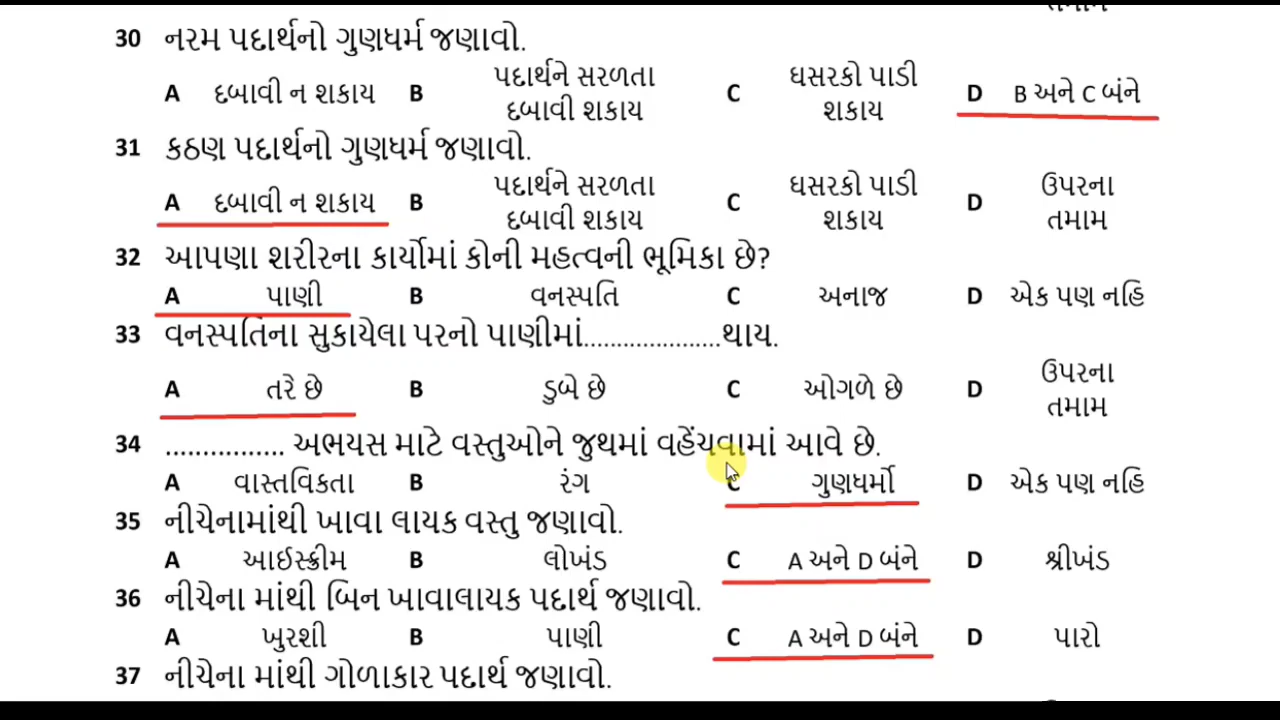 30 નરમ પદાર્થનો ગુણધર્મ જણાવો.
A દબાવી ન શકાય B પદાર્થને સરળતા દબાવી શકાય C ઘસરકો પાડી શકાય D B અને C બંને
31 કઠણ પદાર્થનો ગુણધર્મ જણાવો.
A દબાવી ન શકાય B પદાર્થને સરળતા દબાવી શકાય C ઘસરકો પાડી શકાય D ઉપરના તમામ
32 આપણા શરીરના કાર્યોમાં કોની મહત્વની ભૂમિકા છે?
A પાણી B વનસ્પતિ C અનાજ D એક પણ નહિ
33 વનસ્પતિના સુકાયેલા પરનો પાણીમાં.....................થાય.
A તરે છે B ડુબે છે C ઓગળે છે D ઉપરના તમામ
34 ................ અભયસ માટે વસ્તુઓને જુથમાં વહેંચવામાં આવે છે.
A વાસ્તવિકતા B રંગ C ગુણધર્મો D એક પણ નહિ
35 નીચેનામાંથી ખાવા લાયક વસ્તુ જણાવો.
A આઈસ્ક્રીમ B લોખંડ C A અને D બંને D શ્રીખંડ
36 નીચેના માંથી બિન ખાવાલાયક પદાર્થ જણાવો.
A ખુરશી B પાણી C A અને D બંને D પારો
37 નીચેના માંથી ગોળાકાર પદાર્થ જણાવો.